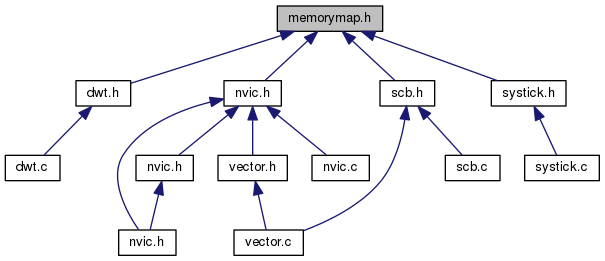 memorymap.h
dwt.h
nvic.h
scb.h
systick.h
dwt.c
nvic.h
vector.h
nvic.c
scb.c
systick.c
nvic.h
vector.c